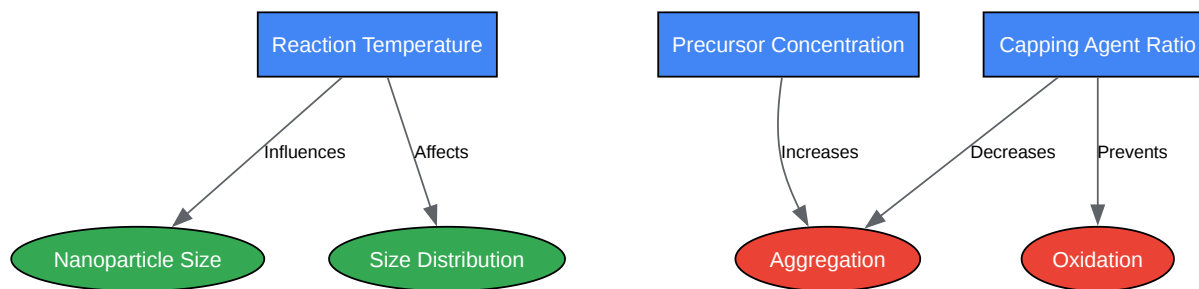 Reaction Temperature
Precursor Concentration
Capping Agent Ratio
Influences
Affects
Increases
Decreases
Prevents
Nanoparticle Size
Size Distribution
Aggregation
Oxidation